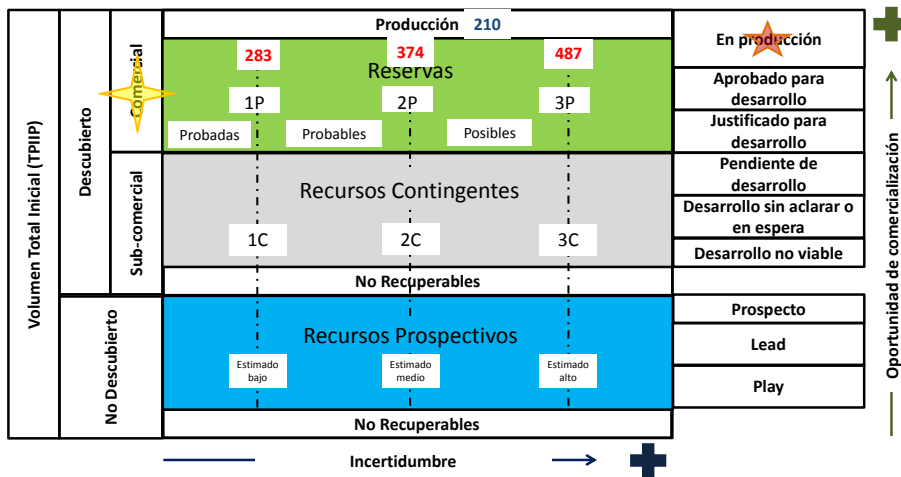 Volumen Total Inicial (TPIIP)
Descubierto
No Descubierto
Comercial
Sub-comercial
Producción 210
283 374 487
Reservas
1P 2P 3P
Probadas Probables Posibles
Recursos Contingentes
1C 2C 3C
No Recuperables
Recursos Prospectivos
Estimado
bajo
Estimado
medio
Estimado
alto
No Recuperables
En producción
Aprobado para
desarrollo
Justificado para
desarrollo
Pendiente de
desarrollo
Desarrollo sin aclarar o
en espera
Desarrollo no viable
Prospecto
Lead
Play
Oportunidad de comercialización
Incertidumbre